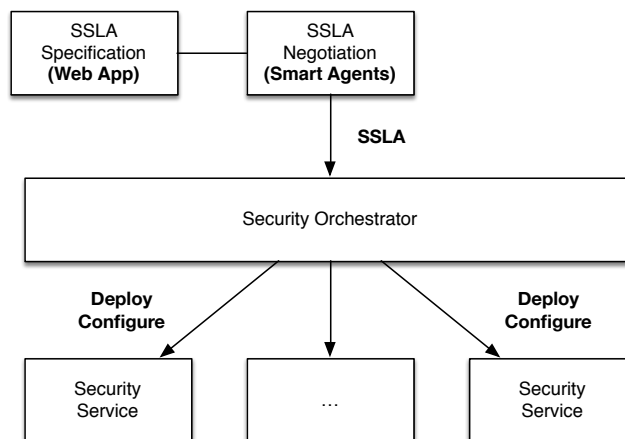 SSLA
Specification
(Web App)
SSLA
Negotiation
(Smart Agents)
SSLA
Security Orchestrator
Deploy
Configure
Deploy
Configure
Security
Service
...
Security
Service